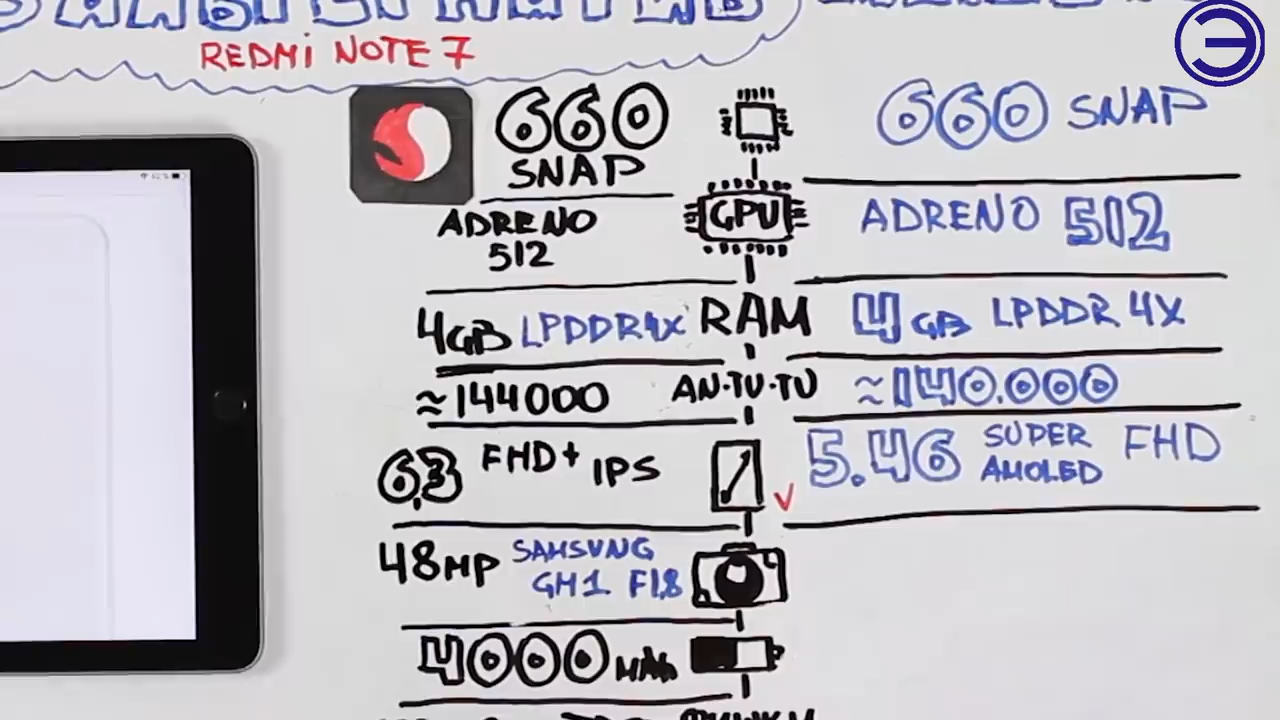 REDMI NOTE 7
660 SNAP
660 SNAP
ADRENO 512
GPU
ADRENO 512
4GB LPDDR4X
RAM
4GB LPDDR 4X
≈144000
AN·TU·TU
≈140.000
6,3 FHD+ IPS
5.46 SUPER AMOLED FHD
48MP SAMSUNG GM1 F1,8
4000 MAh